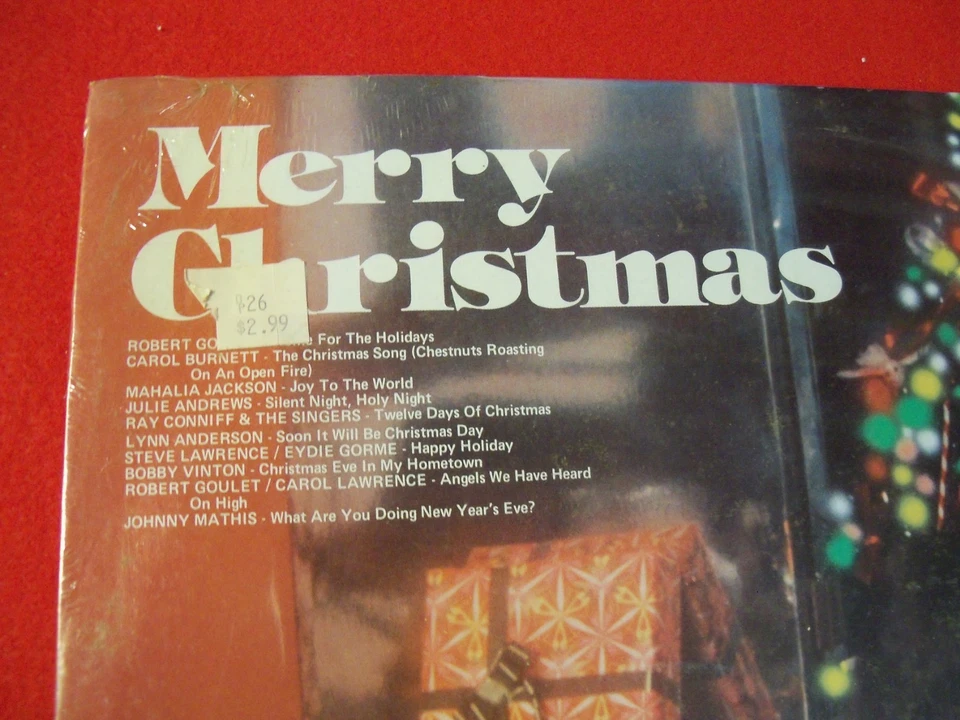 Merry
Christmas
826
$2.99
ROBERT GO For The Holidays
CAROL BURNETT - The Christmas Song (Chestnuts Roasting
On An Open Fire)
MAHALIA JACKSON - Joy To The World
JULIE ANDREWS - Silent Night, Holy Night
RAY CONNIFF & THE SINGERS - Twelve Days Of Christmas
LYNN ANDERSON - Soon It Will Be Christmas Day
STEVE LAWRENCE / EYDIE GORME - Happy Holiday
BOBBY VINTON - Christmas Eve In My Hometown
ROBERT GOULET / CAROL LAWRENCE - Angels We Have Heard
On High
JOHNNY MATHIS - What Are You Doing New Year's Eve?